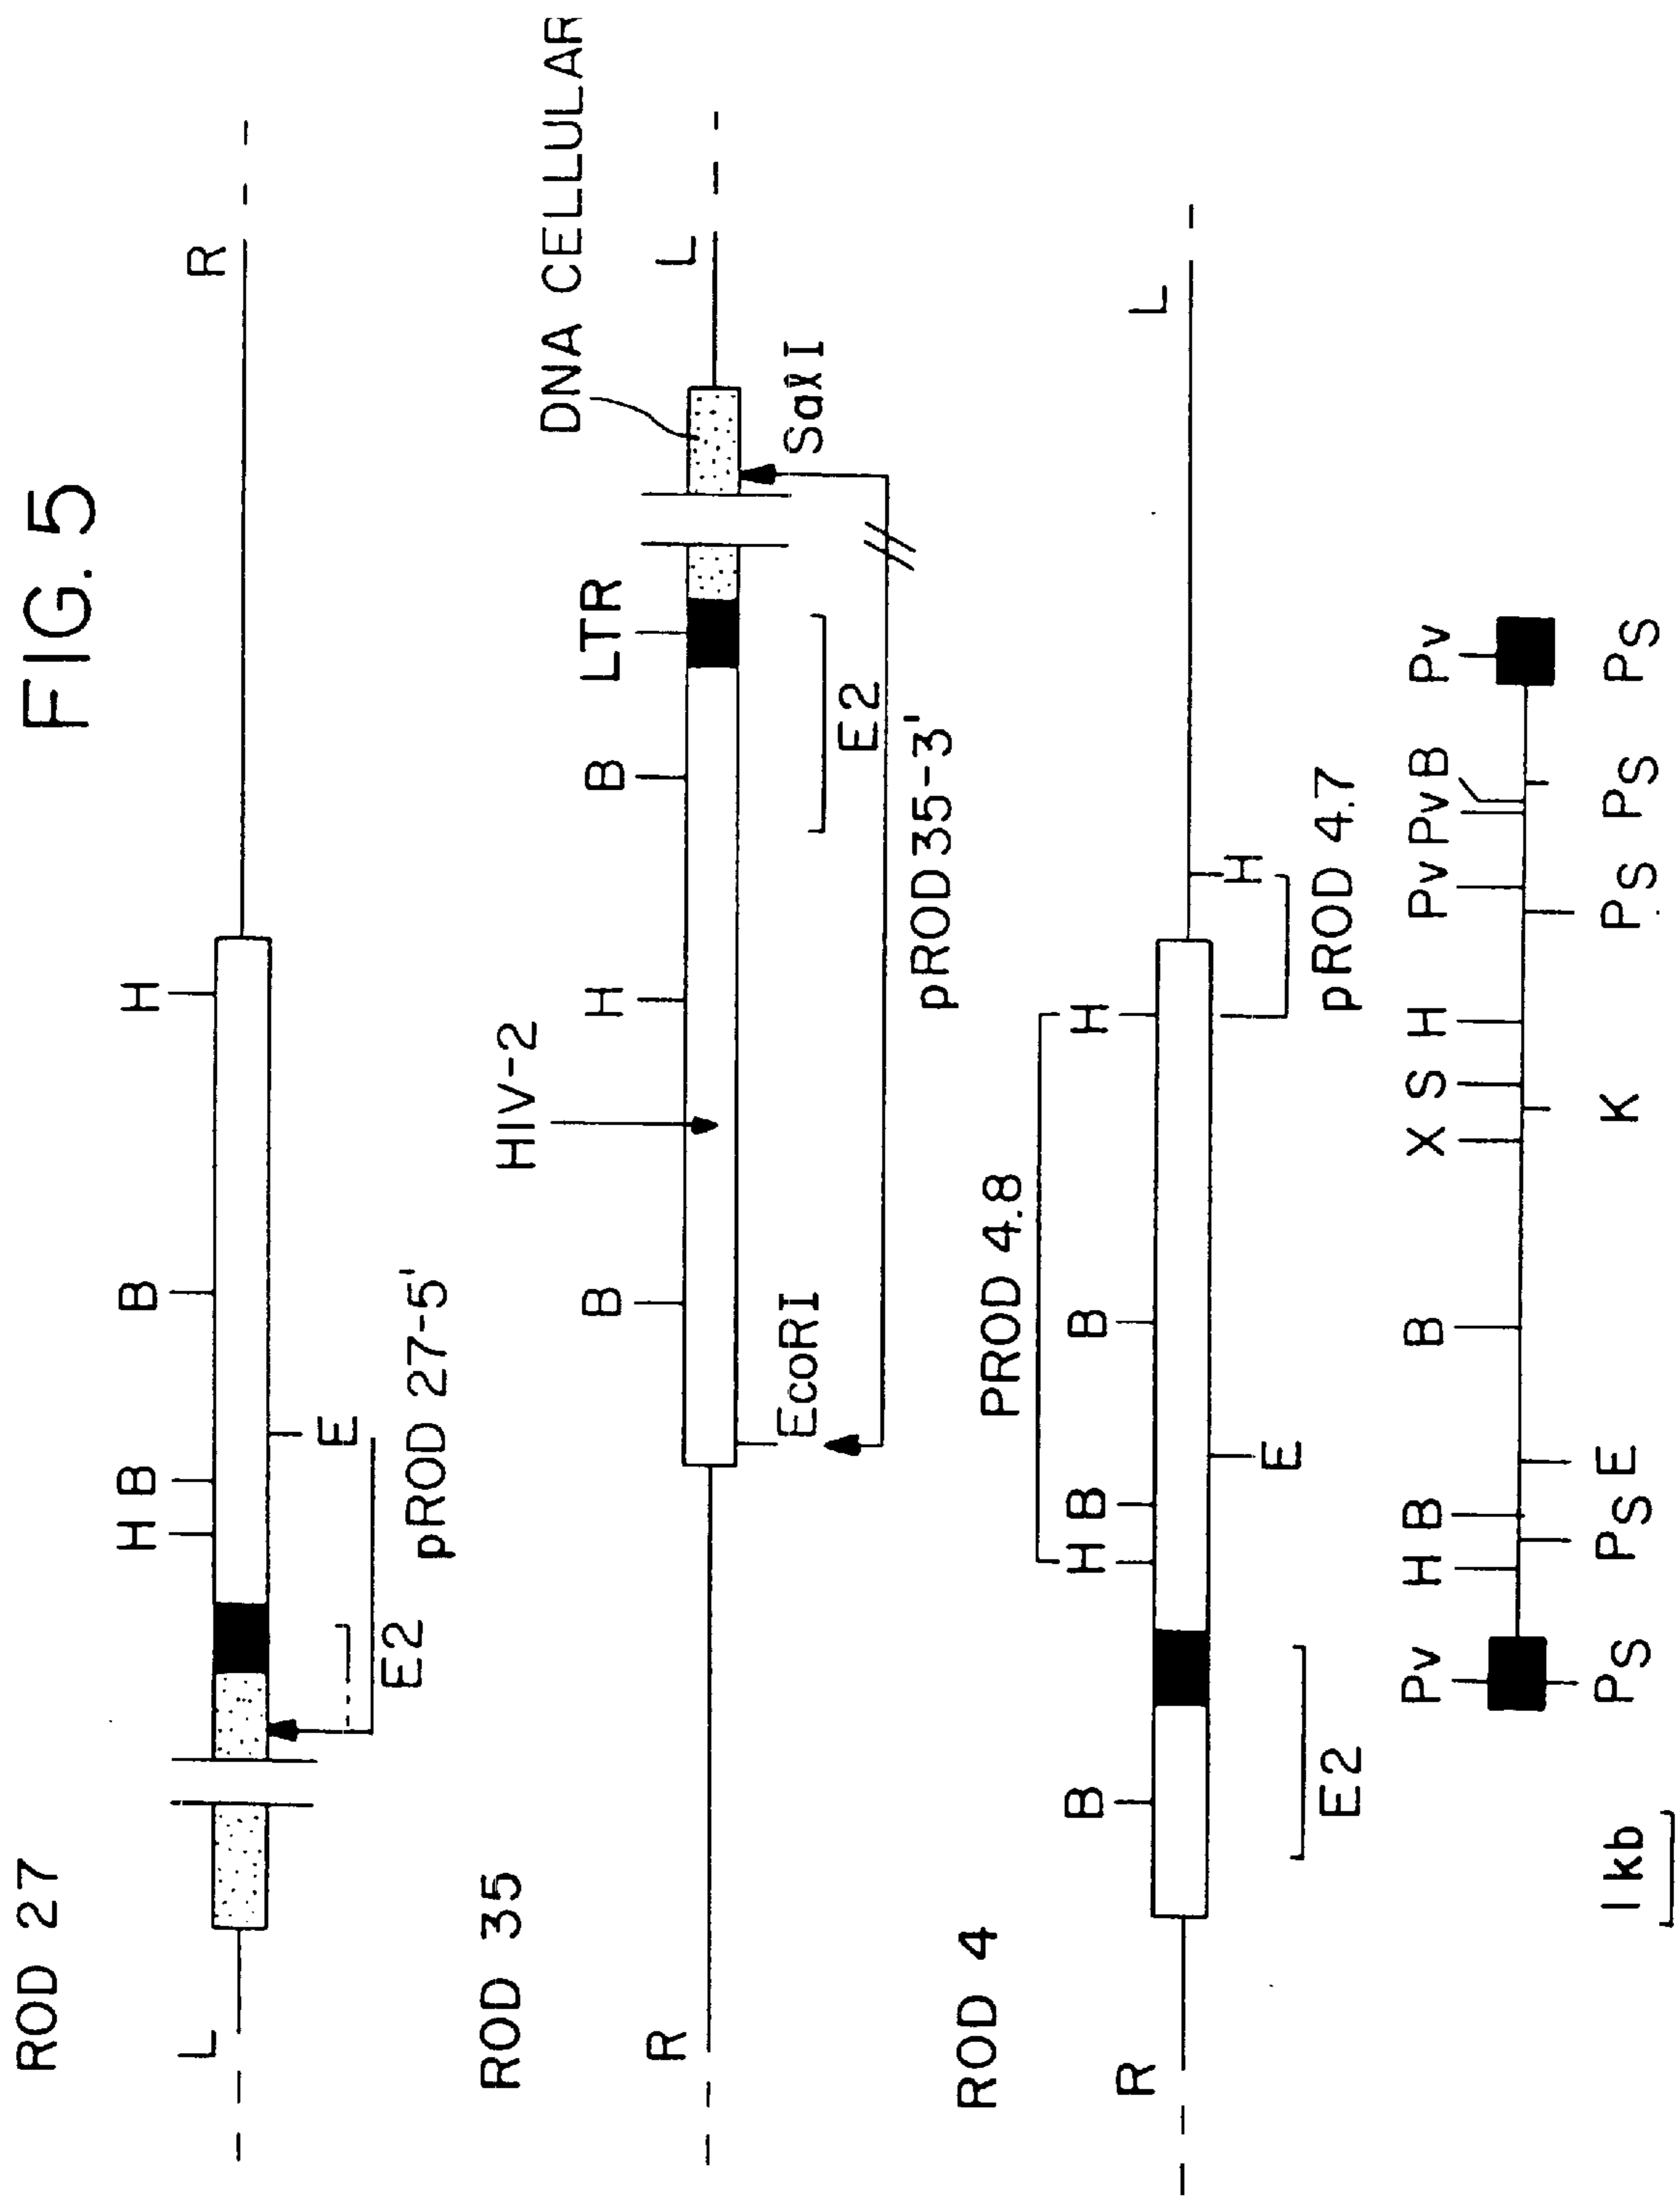 FIG. 5
ROD 27
H B B H
L R
E
E2
pROD 27-5'
ROD 35
HIV-2
DNA CELLULAR
B H B LTR
R L
EcoRI
SalI
E2
pROD 35-3'
ROD 4
PROD 4.8
B H B B H
R L
E
H
E2
pROD 4.7
Pv H B B X S H Pv Pv B Pv
Ps Ps E K Ps Ps Ps
1 kb